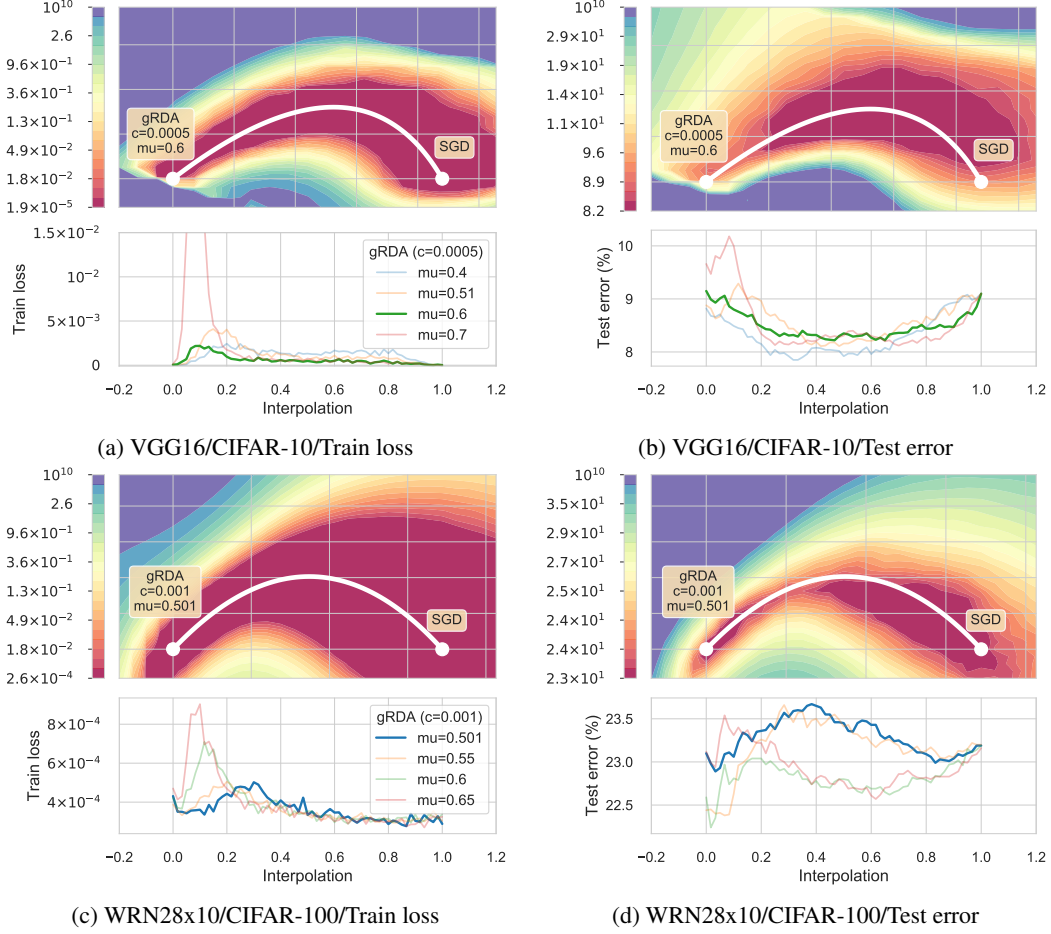 10^10
2.6
9.6×10^-1
3.6×10^-1
1.3×10^-1
4.9×10^-2
1.8×10^-2
1.9×10^-5
gRDA
c=0.0005
mu=0.6
SGD
1.5×10^-2
10^-2
5×10^-3
0
Train loss
gRDA (c=0.0005)
mu=0.4
mu=0.51
mu=0.6
mu=0.7
−0.2 0.0 0.2 0.4 0.6 0.8 1.0 1.2
Interpolation
(a) VGG16/CIFAR-10/Train loss
10^10
2.9×10^1
1.9×10^1
1.4×10^1
1.1×10^1
9.6
8.9
8.2
gRDA
c=0.0005
mu=0.6
SGD
10
9
8
Test error (%)
−0.2 0.0 0.2 0.4 0.6 0.8 1.0 1.2
Interpolation
(b) VGG16/CIFAR-10/Test error
10^10
2.6
9.6×10^-1
3.6×10^-1
1.3×10^-1
4.9×10^-2
1.8×10^-2
2.6×10^-4
gRDA
c=0.001
mu=0.501
SGD
8×10^-4
6×10^-4
4×10^-4
Train loss
gRDA (c=0.001)
mu=0.501
mu=0.55
mu=0.6
mu=0.65
−0.2 0.0 0.2 0.4 0.6 0.8 1.0 1.2
Interpolation
(c) WRN28x10/CIFAR-100/Train loss
10^10
3.5×10^1
2.9×10^1
2.7×10^1
2.5×10^1
2.4×10^1
2.4×10^1
2.3×10^1
gRDA
c=0.001
mu=0.501
SGD
23.5
23.0
22.5
Test error (%)
−0.2 0.0 0.2 0.4 0.6 0.8 1.0 1.2
Interpolation
(d) WRN28x10/CIFAR-100/Test error